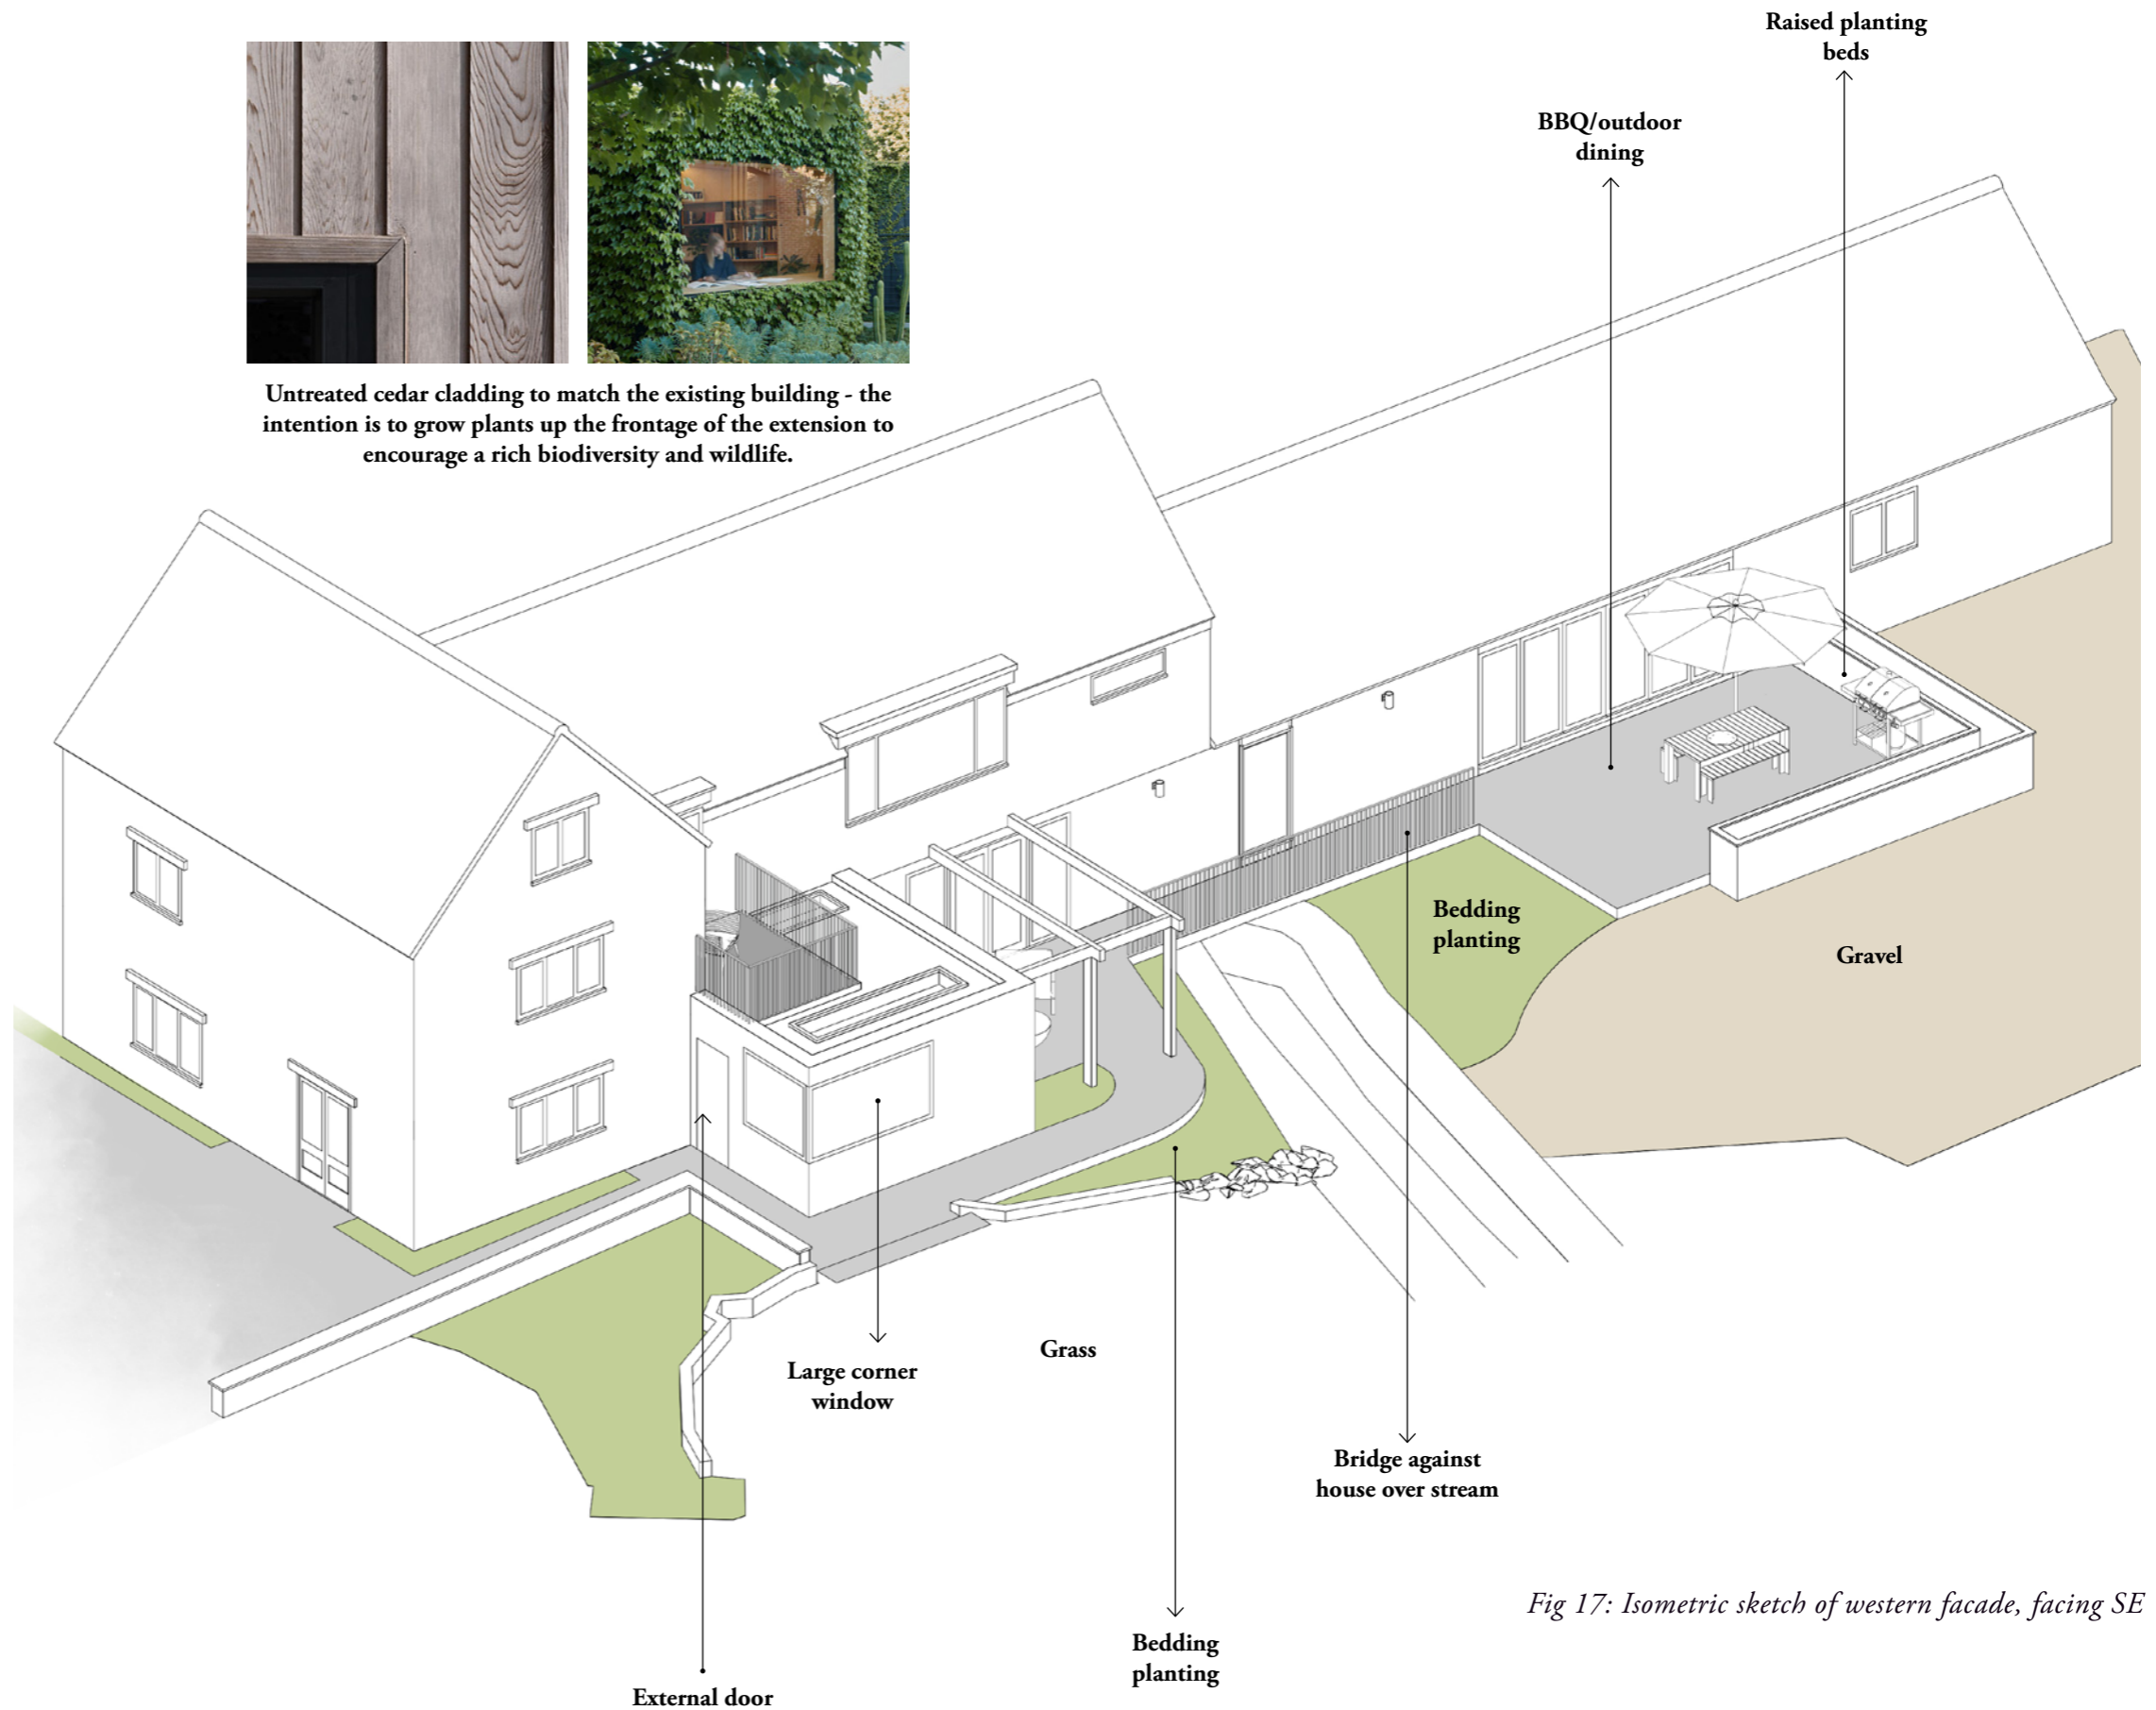 Raised planting
beds
BBQ/outdoor
dining
Untreated cedar cladding to match the existing building - the
intention is to grow plants up the frontage of the extension to
encourage a rich biodiversity and wildlife.
Bedding
planting
Gravel
Grass
Large corner
window
Bridge against
house over stream
Fig 17: Isometric sketch of western facade, facing SE
Bedding
planting
External door